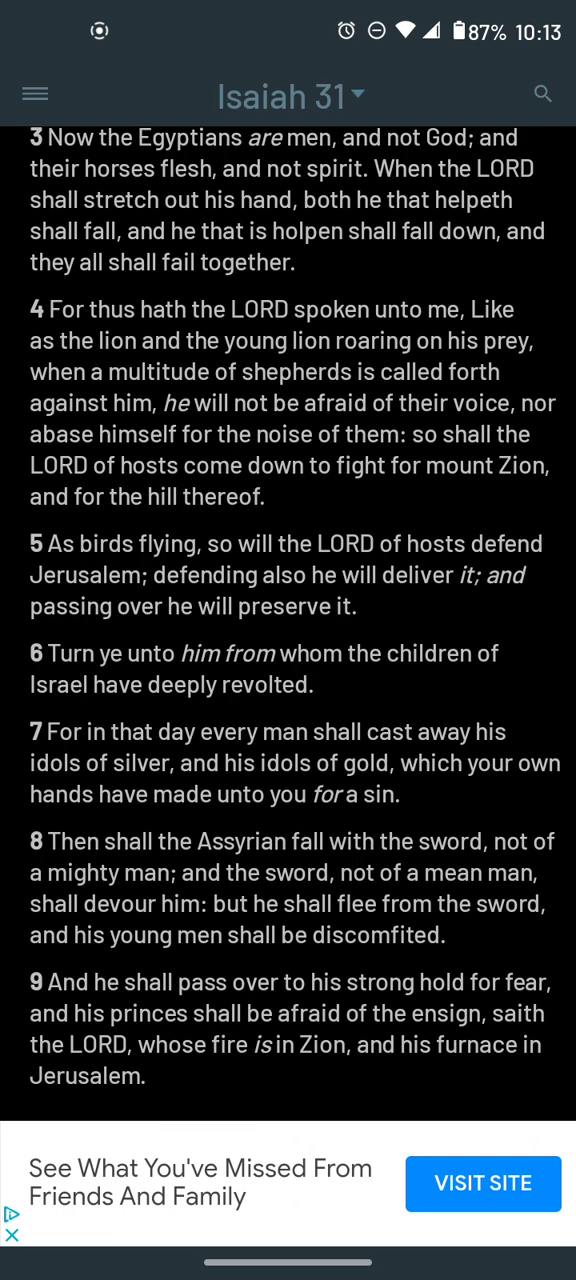 87% 10:13
Isaiah 31
3 Now the Egyptians are men, and not God; and
their horses flesh, and not spirit. When the LORD
shall stretch out his hand, both he that helpeth
shall fall, and he that is holpen shall fall down, and
they all shall fail together.
4 For thus hath the LORD spoken unto me, Like
as the lion and the young lion roaring on his prey,
when a multitude of shepherds is called forth
against him, he will not be afraid of their voice, nor
abase himself for the noise of them: so shall the
LORD of hosts come down to fight for mount Zion,
and for the hill thereof.
5 As birds flying, so will the LORD of hosts defend
Jerusalem; defending also he will deliver it; and
passing over he will preserve it.
6 Turn ye unto him from whom the children of
Israel have deeply revolted.
7 For in that day every man shall cast away his
idols of silver, and his idols of gold, which your own
hands have made unto you for a sin.
8 Then shall the Assyrian fall with the sword, not of
a mighty man; and the sword, not of a mean man,
shall devour him: but he shall flee from the sword,
and his young men shall be discomfited.
9 And he shall pass over to his strong hold for fear,
and his princes shall be afraid of the ensign, saith
the LORD, whose fire is in Zion, and his furnace in
Jerusalem.
See What You've Missed From
Friends And Family
VISIT SITE